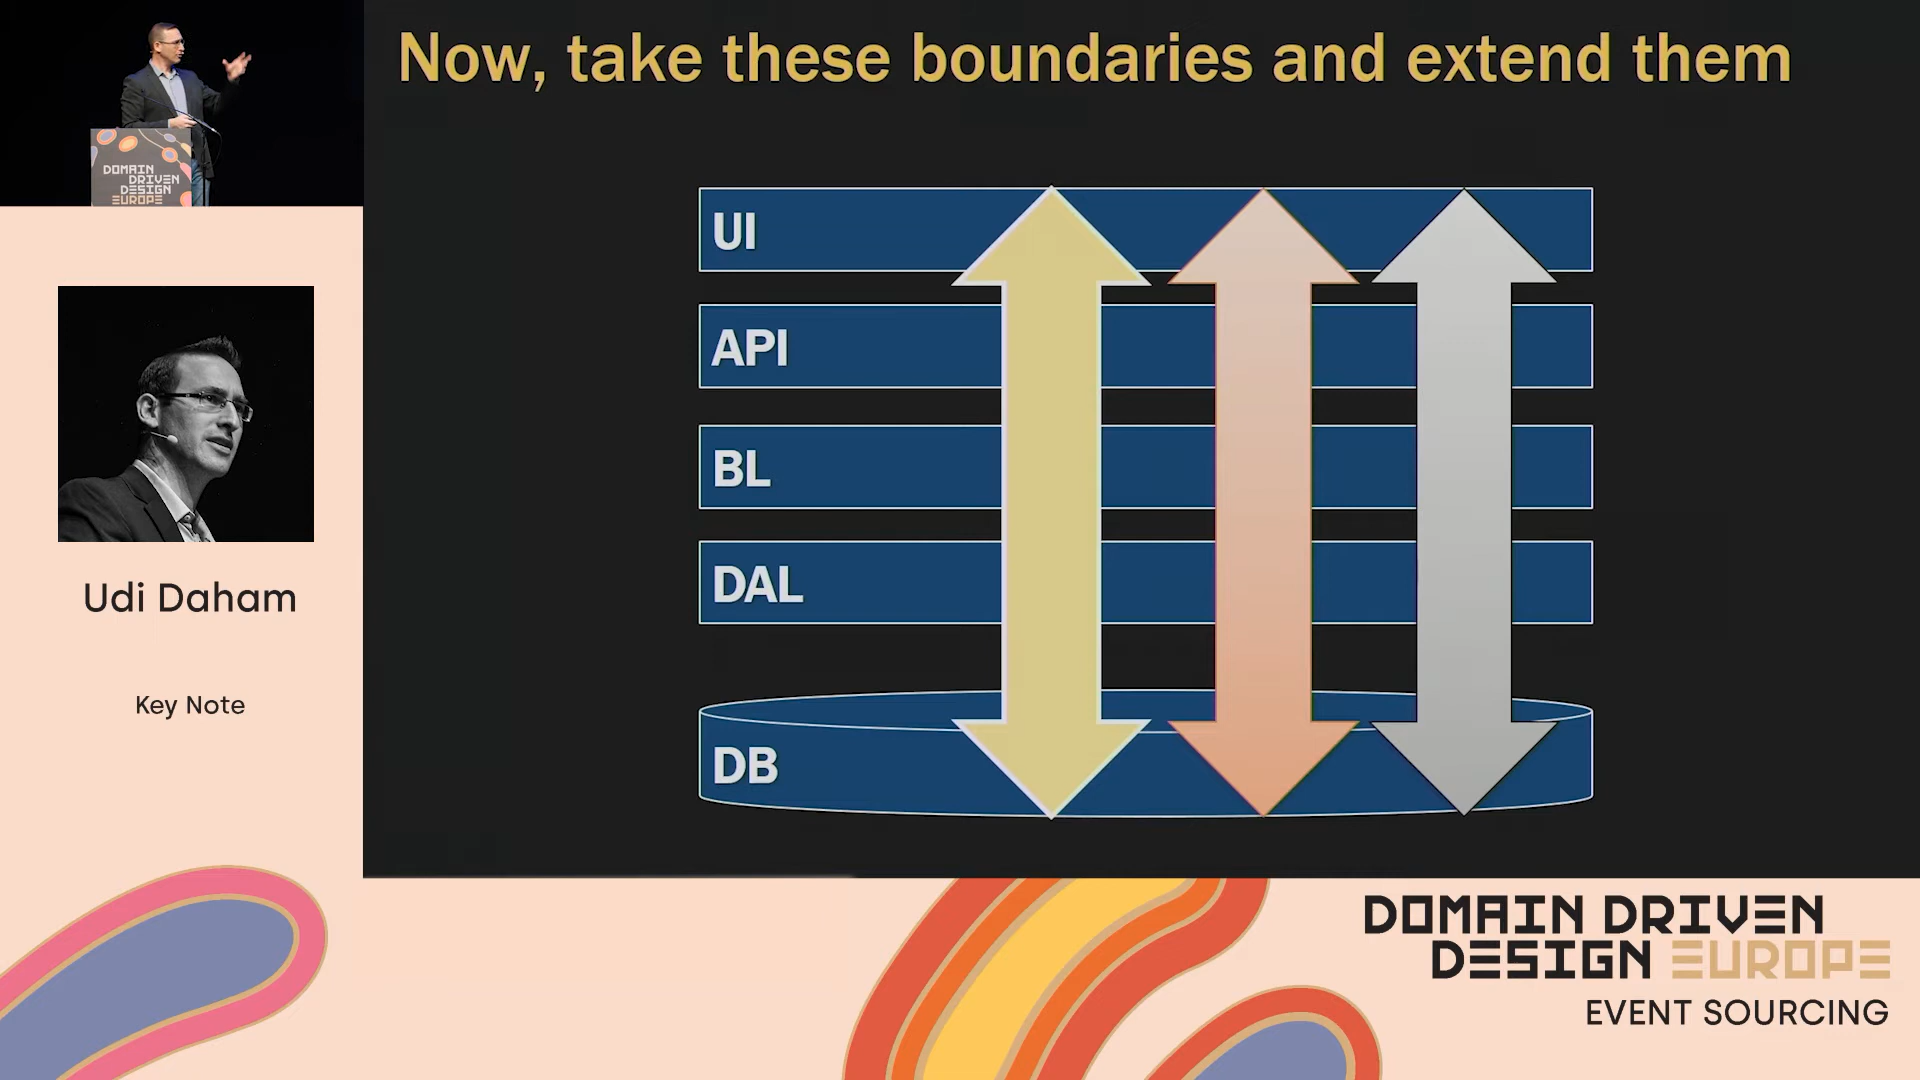 Now, take these boundaries and extend them
UI
API
BL
DAL
DB
DOMAIN
DRIVEN
DESIGN
EUROPE
Udi Daham
Key Note
DOMAIN DRIVEN
DESIGN EUROPE
EVENT SOURCING